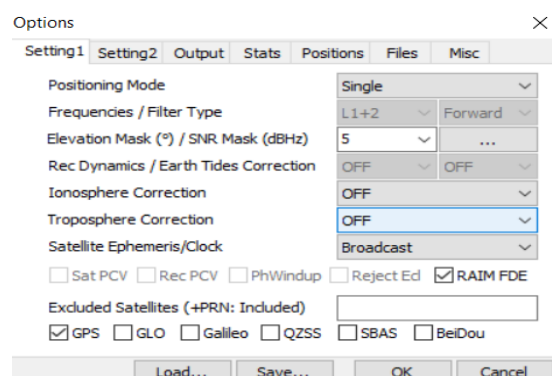 Options
Setting1 Setting2 Output Stats Positions Files Misc
Positioning Mode Single
Frequencies / Filter Type L1+2 Forward
Elevation Mask (°) / SNR Mask (dBHz) 5 ...
Rec Dynamics / Earth Tides Correction OFF OFF
Ionosphere Correction OFF
Troposphere Correction OFF
Satellite Ephemeris/Clock Broadcast
Sat PCV Rec PCV PhWindup Reject Ecl RAIM FDE
Excluded Satellites (+PRN: Included)
GPS GLO Galileo QZSS SBAS BeiDou
Load... Save... OK Cancel